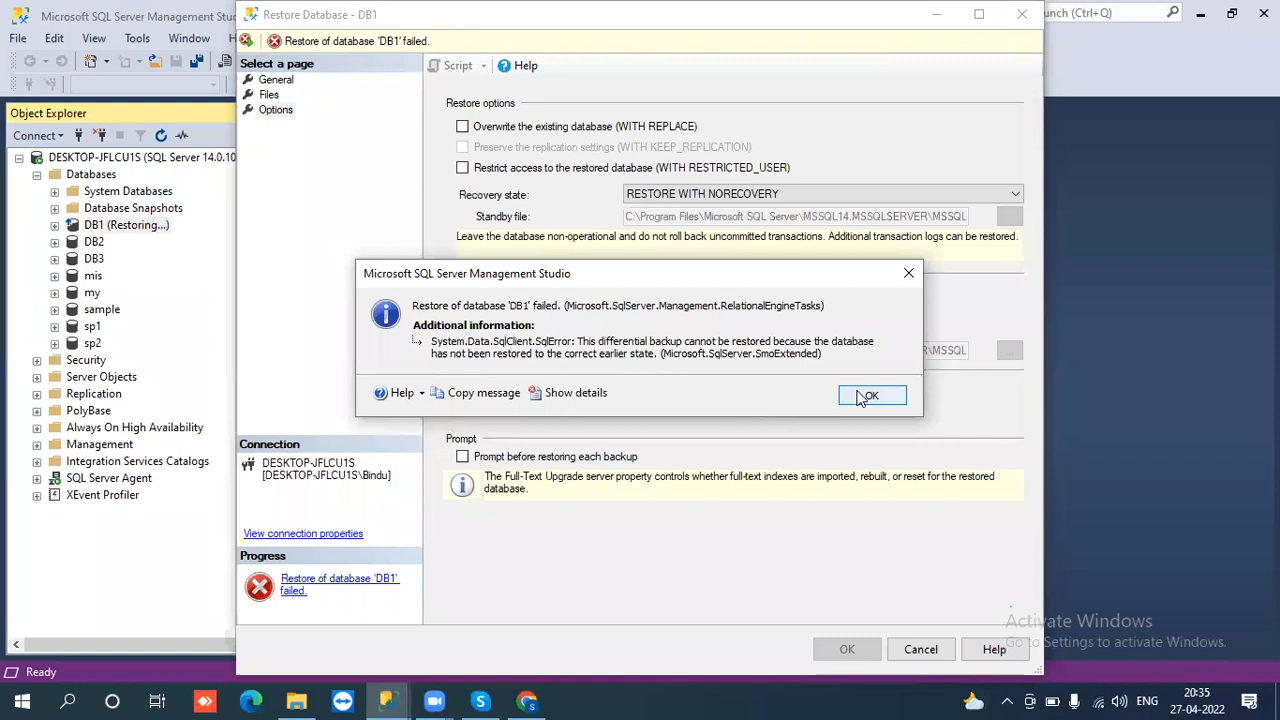 Microsoft SQL Server Management Studio
Restore Database - DB1
(Ctrl+Q)
File
Edit
View
Tools
Window
Restore of database 'DB1' failed.
Select a page
General
Files
Options
Script
Help
Object Explorer
Connect
DESKTOP-JFLCU1S (SQL Server 14.0.10
Databases
System Databases
Database Snapshots
DB1 (Restoring...)
DB2
DB3
mis
my
sample
sp1
sp2
Security
Server Objects
Replication
PolyBase
Always On High Availability
Management
Integration Services Catalogs
SQL Server Agent
XEvent Profiler
Restore options
Overwrite the existing database (WITH REPLACE)
Preserve the replication settings (WITH KEEP_REPLICATION)
Restrict access to the restored database (WITH RESTRICTED_USER)
Recovery state:
RESTORE WITH NORECOVERY
Standby file:
C:\Program Files\Microsoft SQL Server\MSSQL14.MSSQLSERVER\MSSQL
Leave the database non-operational and do not roll back uncommitted transactions. Additional transaction logs can be restored.
Microsoft SQL Server Management Studio
Restore of database 'DB1' failed. (Microsoft.SqlServer.Management.RelationalEngineTasks)
Additional information:
System.Data.SqlClient.SqlError: This differential backup cannot be restored because the database
has not been restored to the correct earlier state. (Microsoft.SqlServer.SmoExtended)
Help
Copy message
Show details
OK
R\MSSQL
...
Connection
DESKTOP-JFLCU1S
[DESKTOP-JFLCU1S\Bindu]
View connection properties
Progress
Restore of database 'DB1'
failed.
Prompt
Prompt before restoring each backup
The Full-Text Upgrade server property controls whether full-text indexes are imported, rebuilt, or reset for the restored
database.
Activate Windows
Go to Settings to activate Windows.
OK
Cancel
Help
Ready
ENG
20:35
27-04-2022